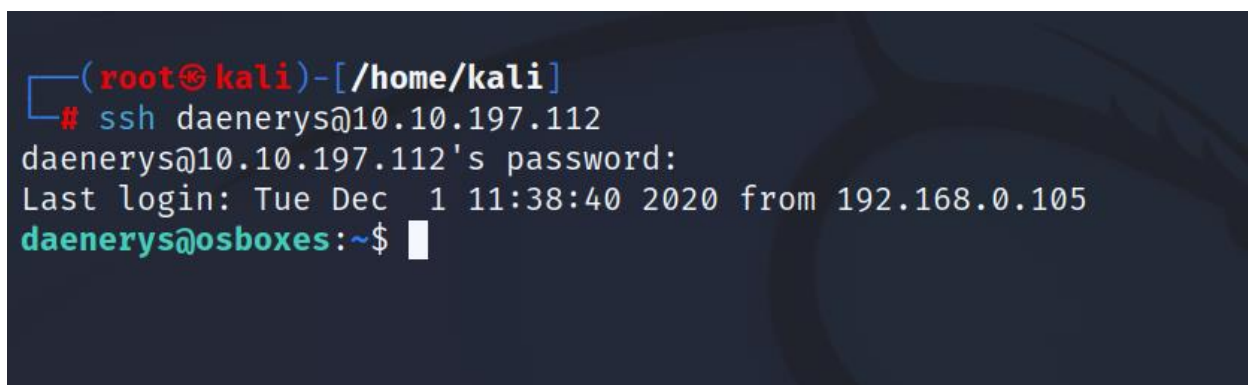 ┌──(root㉿kali)-[/home/kali]
└─# ssh daenerys@10.10.197.112
daenerys@10.10.197.112's password:
Last login: Tue Dec  1 11:38:40 2020 from 192.168.0.105
daenerys@osboxes:~$